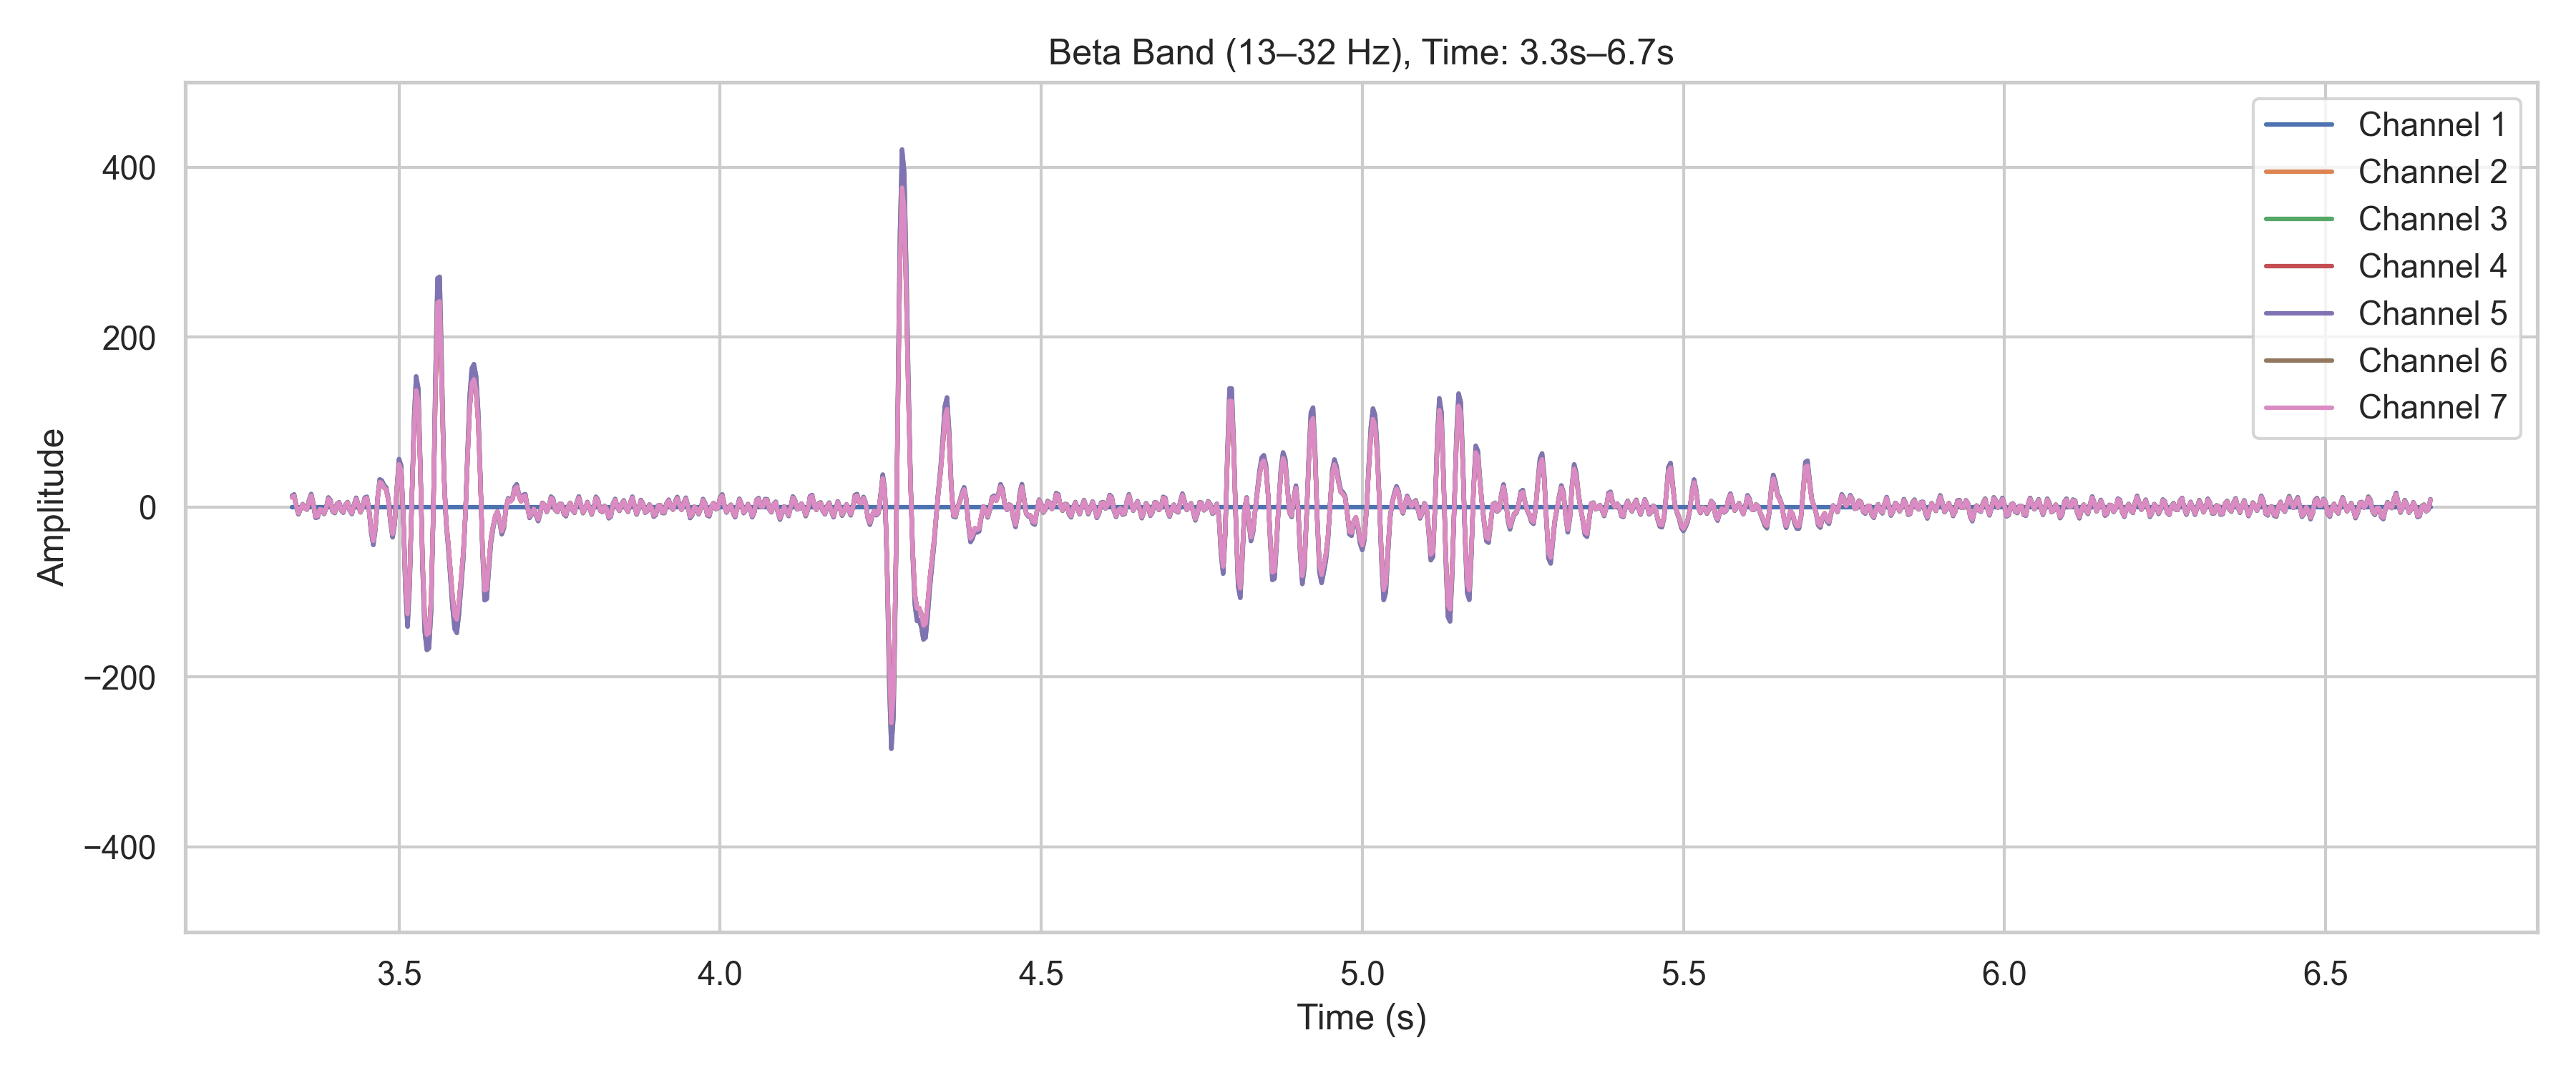 Beta Band (13–32 Hz), Time: 3.3s–6.7s
Channel 1
Channel 2
Channel 3
Channel 4
Channel 5
Channel 6
Channel 7
Amplitude
400
200
0
−200
−400
3.5 4.0 4.5 5.0 5.5 6.0 6.5
Time (s)